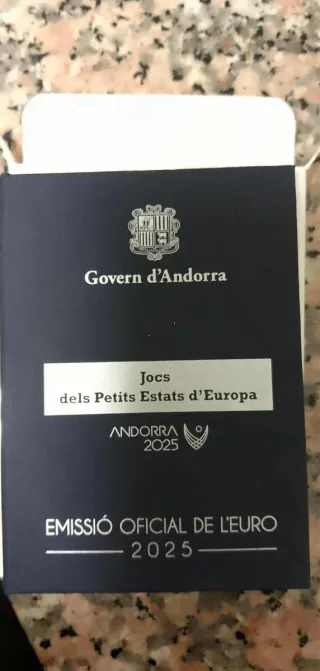 Govern d'Andorra
Jocs
dels Petits Estats d'Europa
ANDORRA
2025
EMISSIÓ OFICIAL DE L'EURO
2025